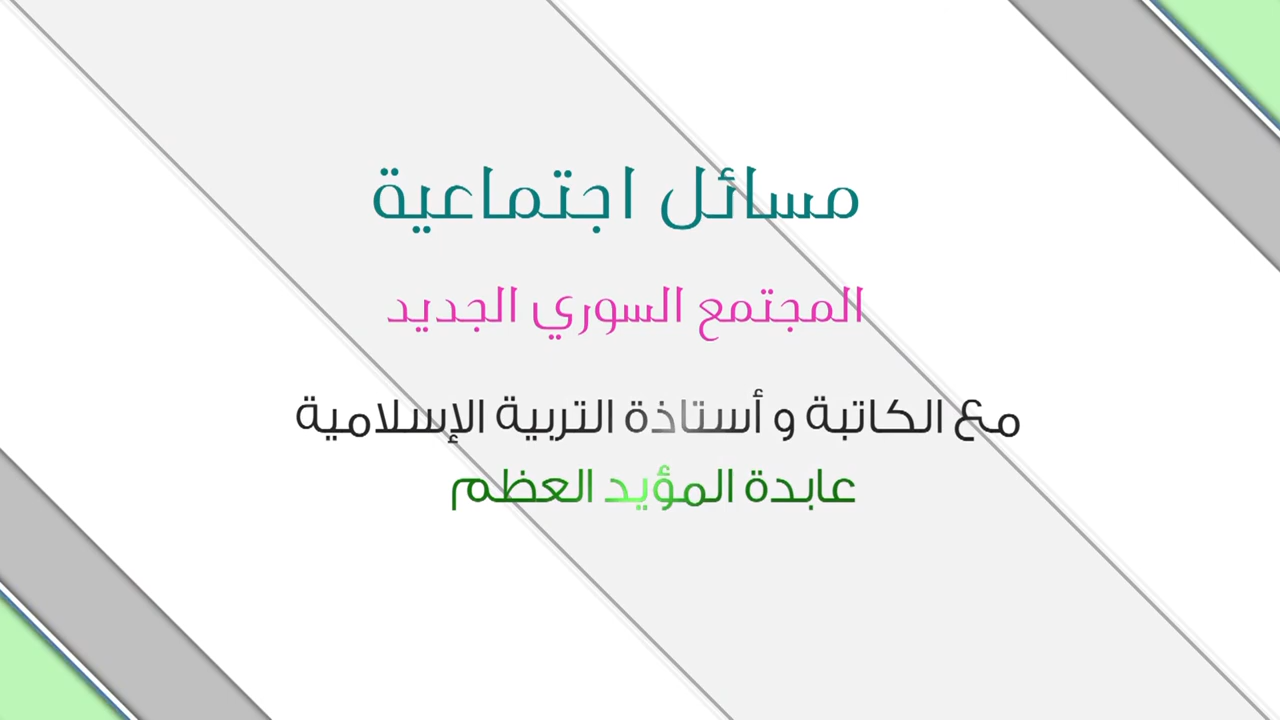 مسائل اجتماعية
المجتمع السوري الجديد
مع الكاتبة و أستاذة التربية الإسلامية
عابدة المؤيد العظم